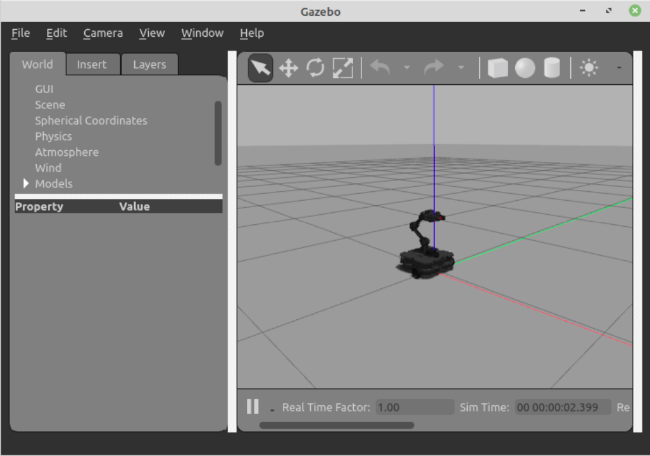 Gazebo
File Edit Camera View Window Help
World Insert Layers
GUI
Scene
Spherical Coordinates
Physics
Atmosphere
Wind
Models
Property Value
Real Time Factor: 1.00 Sim Time: 00 00:00:02.399 Re